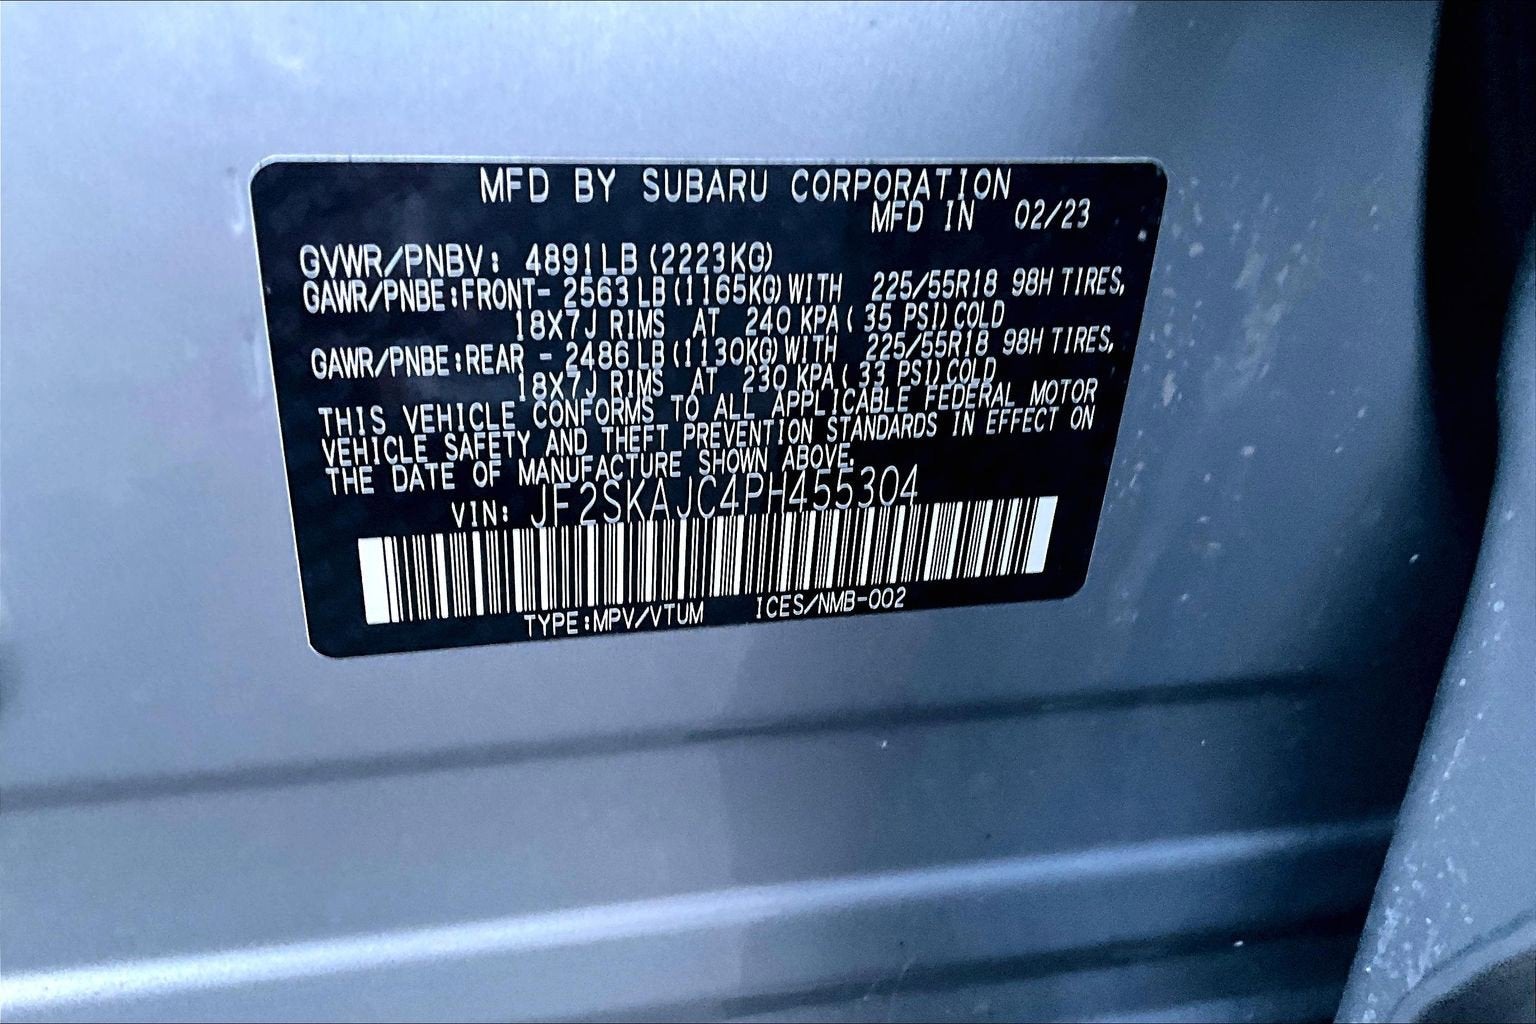 MFD BY SUBARU CORPORATION
MFD IN 02/23
GVWR/PNBV: 4891LB (2223KG)
GAWR/PNBE:FRONT- 2563 LB (1165KG) WITH 225/55R18 98H TIRES,
18X7J RIMS AT 240 KPA ( 35 PSI) COLD
GAWR/PNBE:REAR - 2486 LB (1130KG) WITH 225/55R18 98H TIRES,
18X7J RIMS AT 230 KPA ( 33 PSI) COLD
THIS VEHICLE CONFORMS TO ALL APPLICABLE FEDERAL MOTOR
VEHICLE SAFETY AND THEFT PREVENTION STANDARDS IN EFFECT ON
THE DATE OF MANUFACTURE SHOWN ABOVE.
VIN: JF2SKAJC4PH455304
TYPE:MPV/VTUM ICES/NMB-002